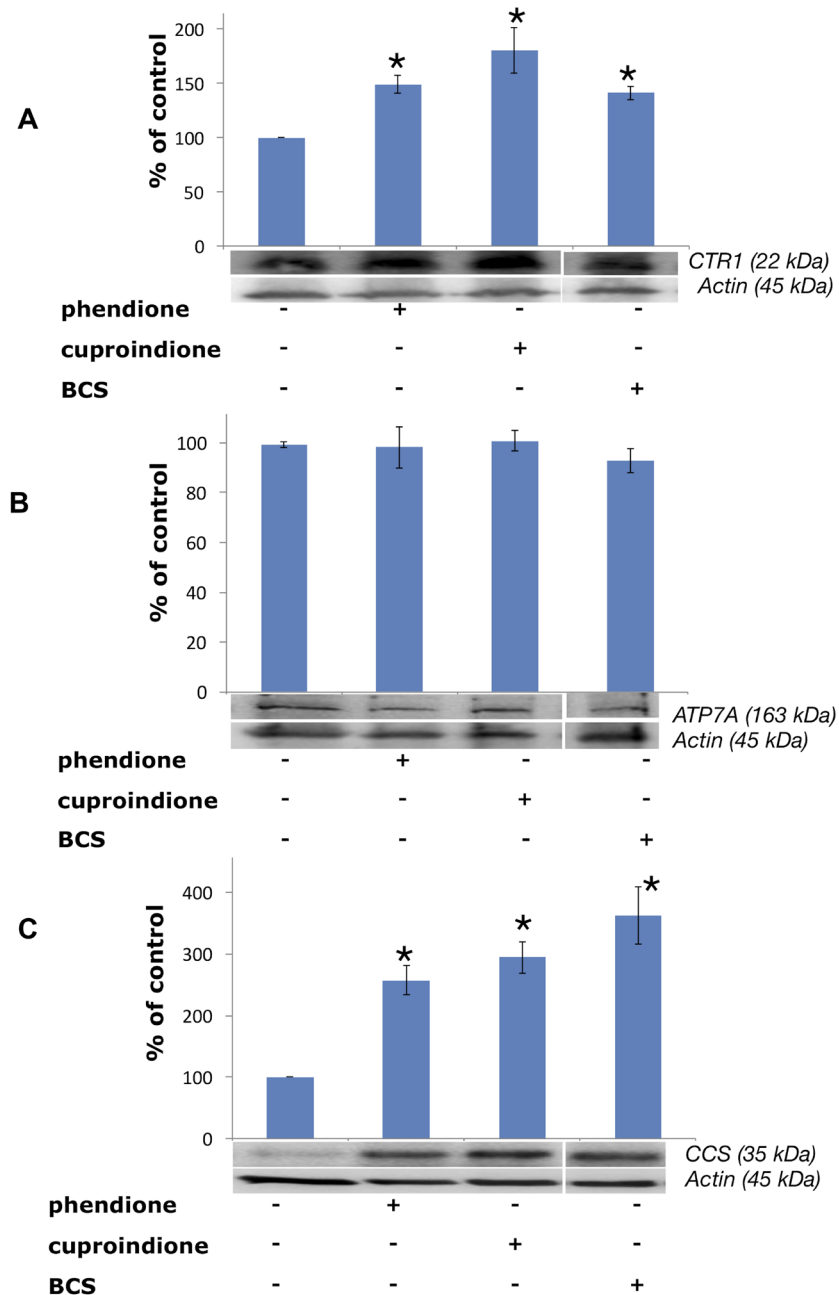 A
% of control
200
150
100
50
0
* * *
CTR1 (22 kDa)
Actin (45 kDa)
phendione - + - -
cuproindione - - + -
BCS - - - +
B
% of control
100
80
60
40
20
0
ATP7A (163 kDa)
Actin (45 kDa)
phendione - + - -
cuproindione - - + -
BCS - - - +
C
% of control
400
300
200
100
0
* * *
CCS (35 kDa)
Actin (45 kDa)
phendione - + - -
cuproindione - - + -
BCS - - - +